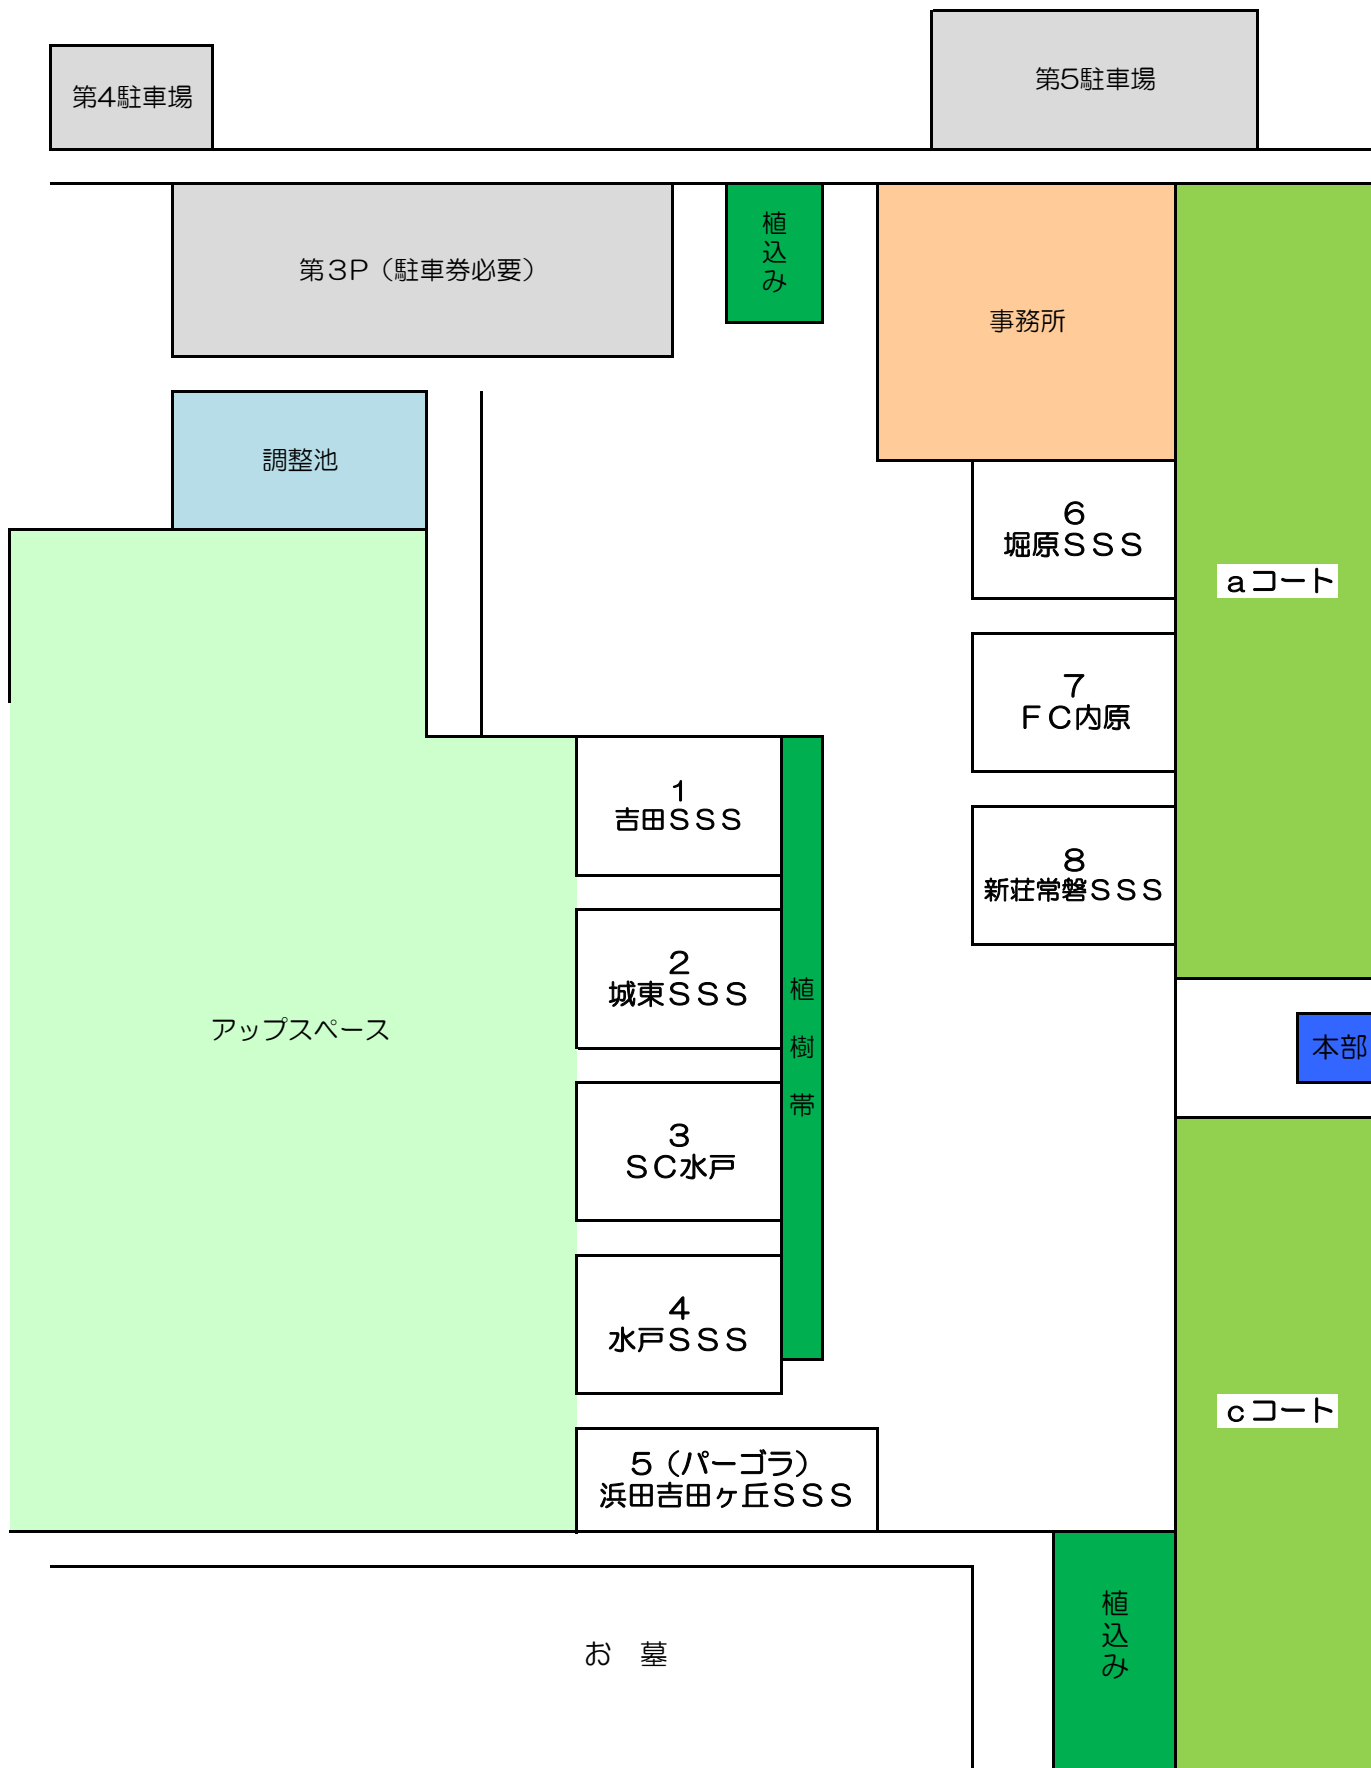 第4駐車場
第5駐車場
第3P（駐車券必要）
植
込
み
事務所
調整池
6
堀原SSS
aコート
7
FC内原
1
吉田SSS
8
新荘常磐SSS
2
城東SSS
植
樹
帯
アップスペース
本部
3
SC水戸
4
水戸SSS
cコート
5（パーゴラ）
浜田吉田ヶ丘SSS
植
込
み
お　墓